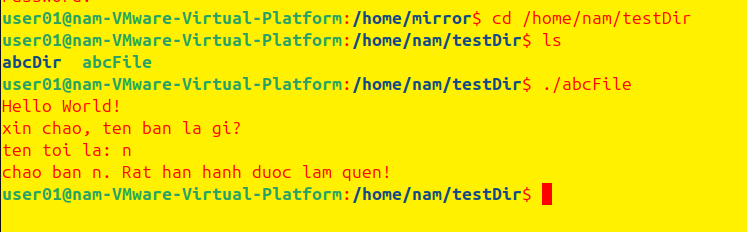 Password:
user01@nam-VMware-Virtual-Platform:/home/mirror$ cd /home/nam/testDir
user01@nam-VMware-Virtual-Platform:/home/nam/testDir$ ls
abcDir  abcFile
user01@nam-VMware-Virtual-Platform:/home/nam/testDir$ ./abcFile
Hello World!
xin chao, ten ban la gi?
ten toi la: n
chao ban n. Rat han hanh duoc lam quen!
user01@nam-VMware-Virtual-Platform:/home/nam/testDir$